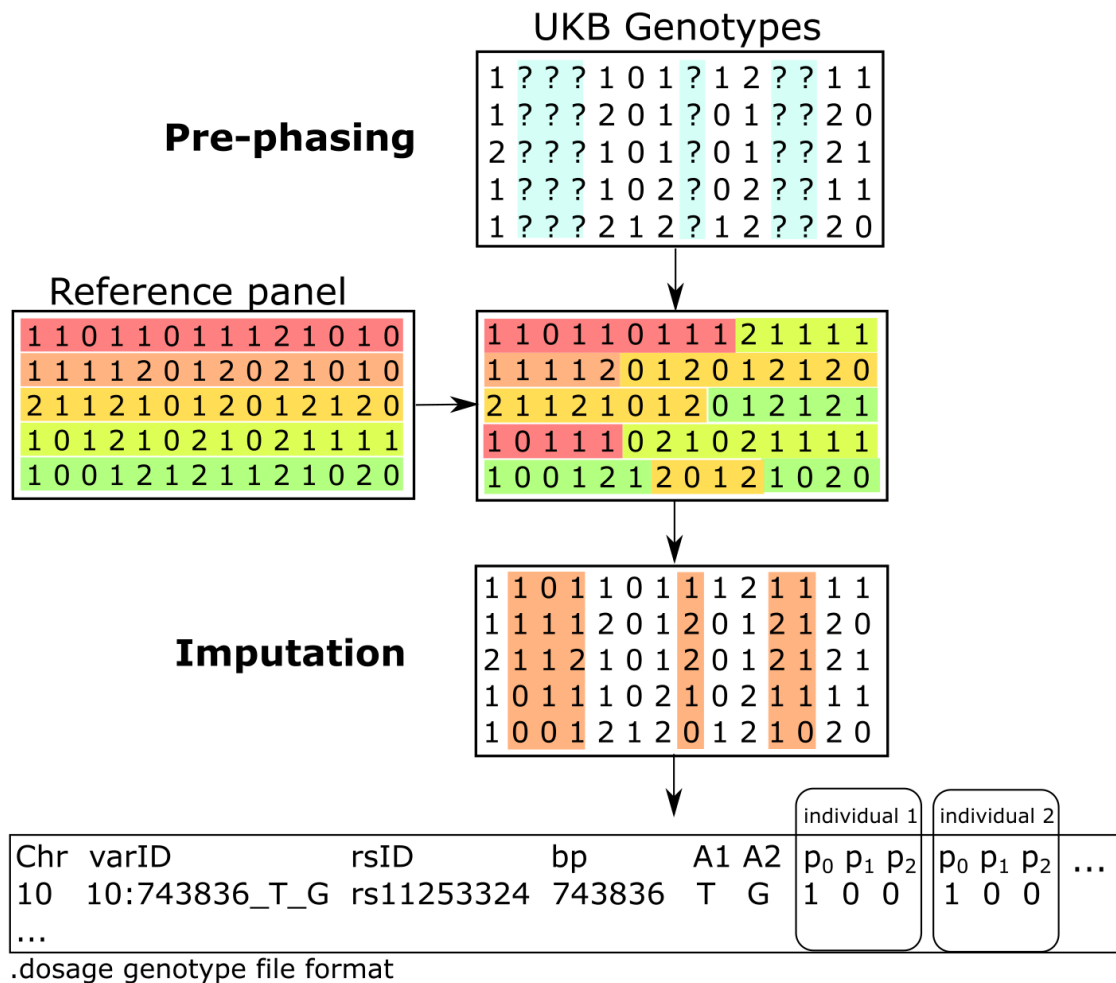 UKB Genotypes
1 ? ? ? 1 0 1 ? 1 2 ? ? 1 1
1 ? ? ? 2 0 1 ? 0 1 ? ? 2 0
2 ? ? ? 1 0 1 ? 0 1 ? ? 2 1
1 ? ? ? 1 0 2 ? 0 2 ? ? 1 1
1 ? ? ? 2 1 2 ? 1 2 ? ? 2 0
Pre-phasing
Reference panel
1 1 0 1 1 0 1 1 1 2 1 0 1 0
1 1 1 1 2 0 1 2 0 2 1 0 1 0
2 1 1 2 1 0 1 2 0 1 2 1 2 0
1 0 1 2 1 0 2 1 0 2 1 1 1 1
1 0 0 1 2 1 2 1 1 2 1 0 2 0
1 1 0 1 1 0 1 1 1 2 1 1 1 1
1 1 1 1 2 0 1 2 0 1 2 1 2 0
2 1 1 2 1 0 1 2 0 1 2 1 2 1
1 0 1 1 1 0 2 1 0 2 1 1 1 1
1 0 0 1 2 1 2 0 1 2 1 0 2 0
Imputation
1 1 0 1 1 0 1 1 1 2 1 1 1 1
1 1 1 1 2 0 1 2 0 1 2 1 2 0
2 1 1 2 1 0 1 2 0 1 2 1 2 1
1 0 1 1 1 0 2 1 0 2 1 1 1 1
1 0 0 1 2 1 2 0 1 2 1 0 2 0
individual 1 individual 2
Chr varID rsID bp A1 A2 p0 p1 p2 p0 p1 p2 ...
10 10:743836_T_G rs11253324 743836 T G 1 0 0 1 0 0
...
.dosage genotype file format